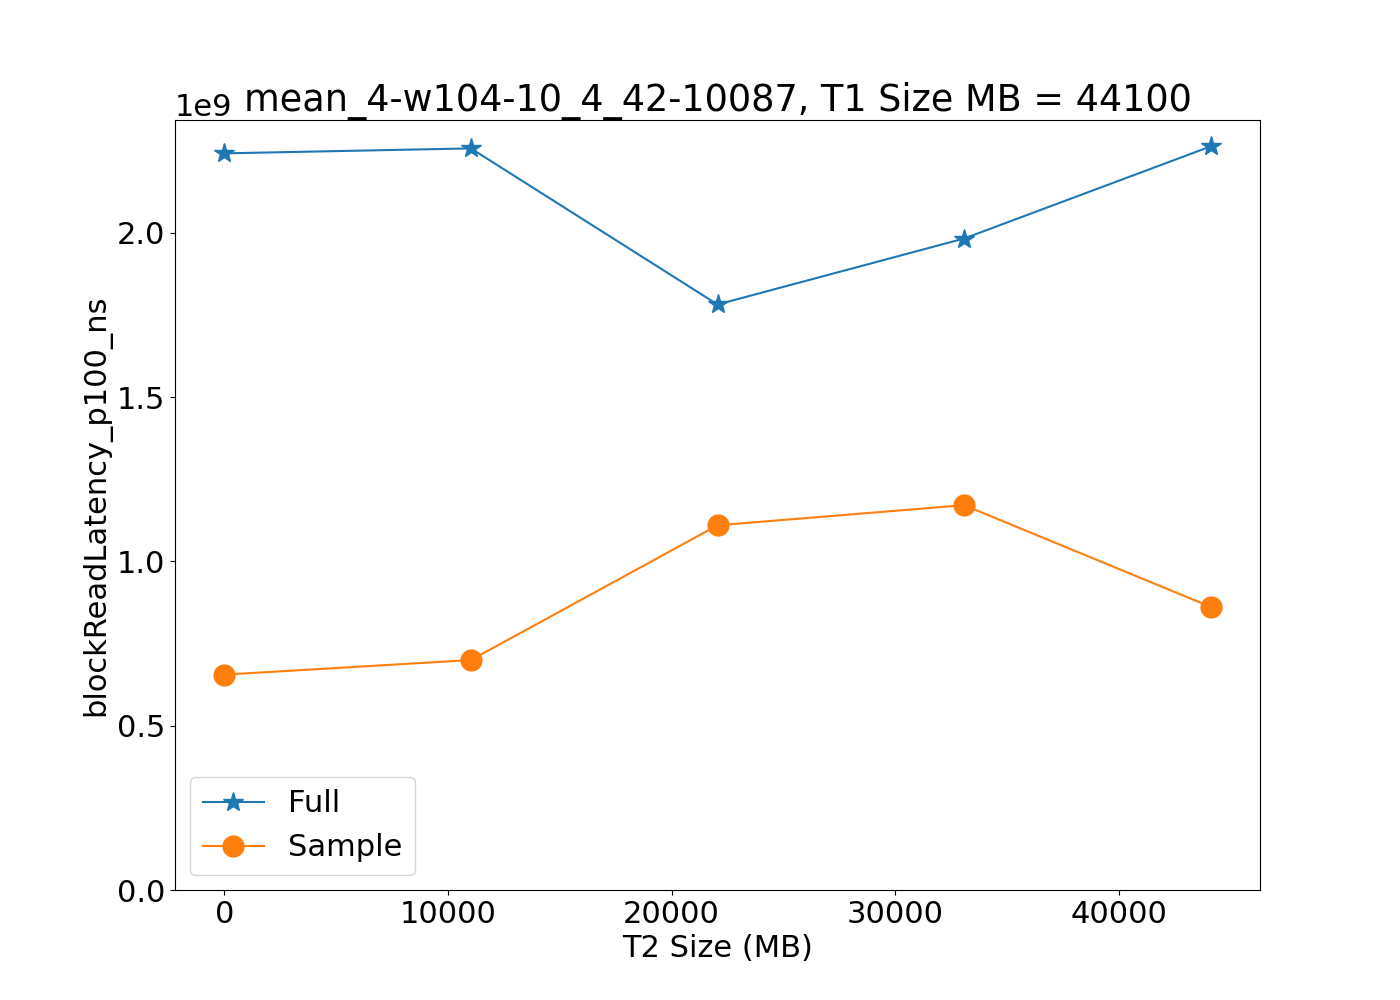 1e9 mean_4-w104-10_4_42-10087, T1 Size MB = 44100
blockReadLatency_p100_ns
2.0
1.5
1.0
0.5
0.0
Full
Sample
0 10000 20000 30000 40000
T2 Size (MB)